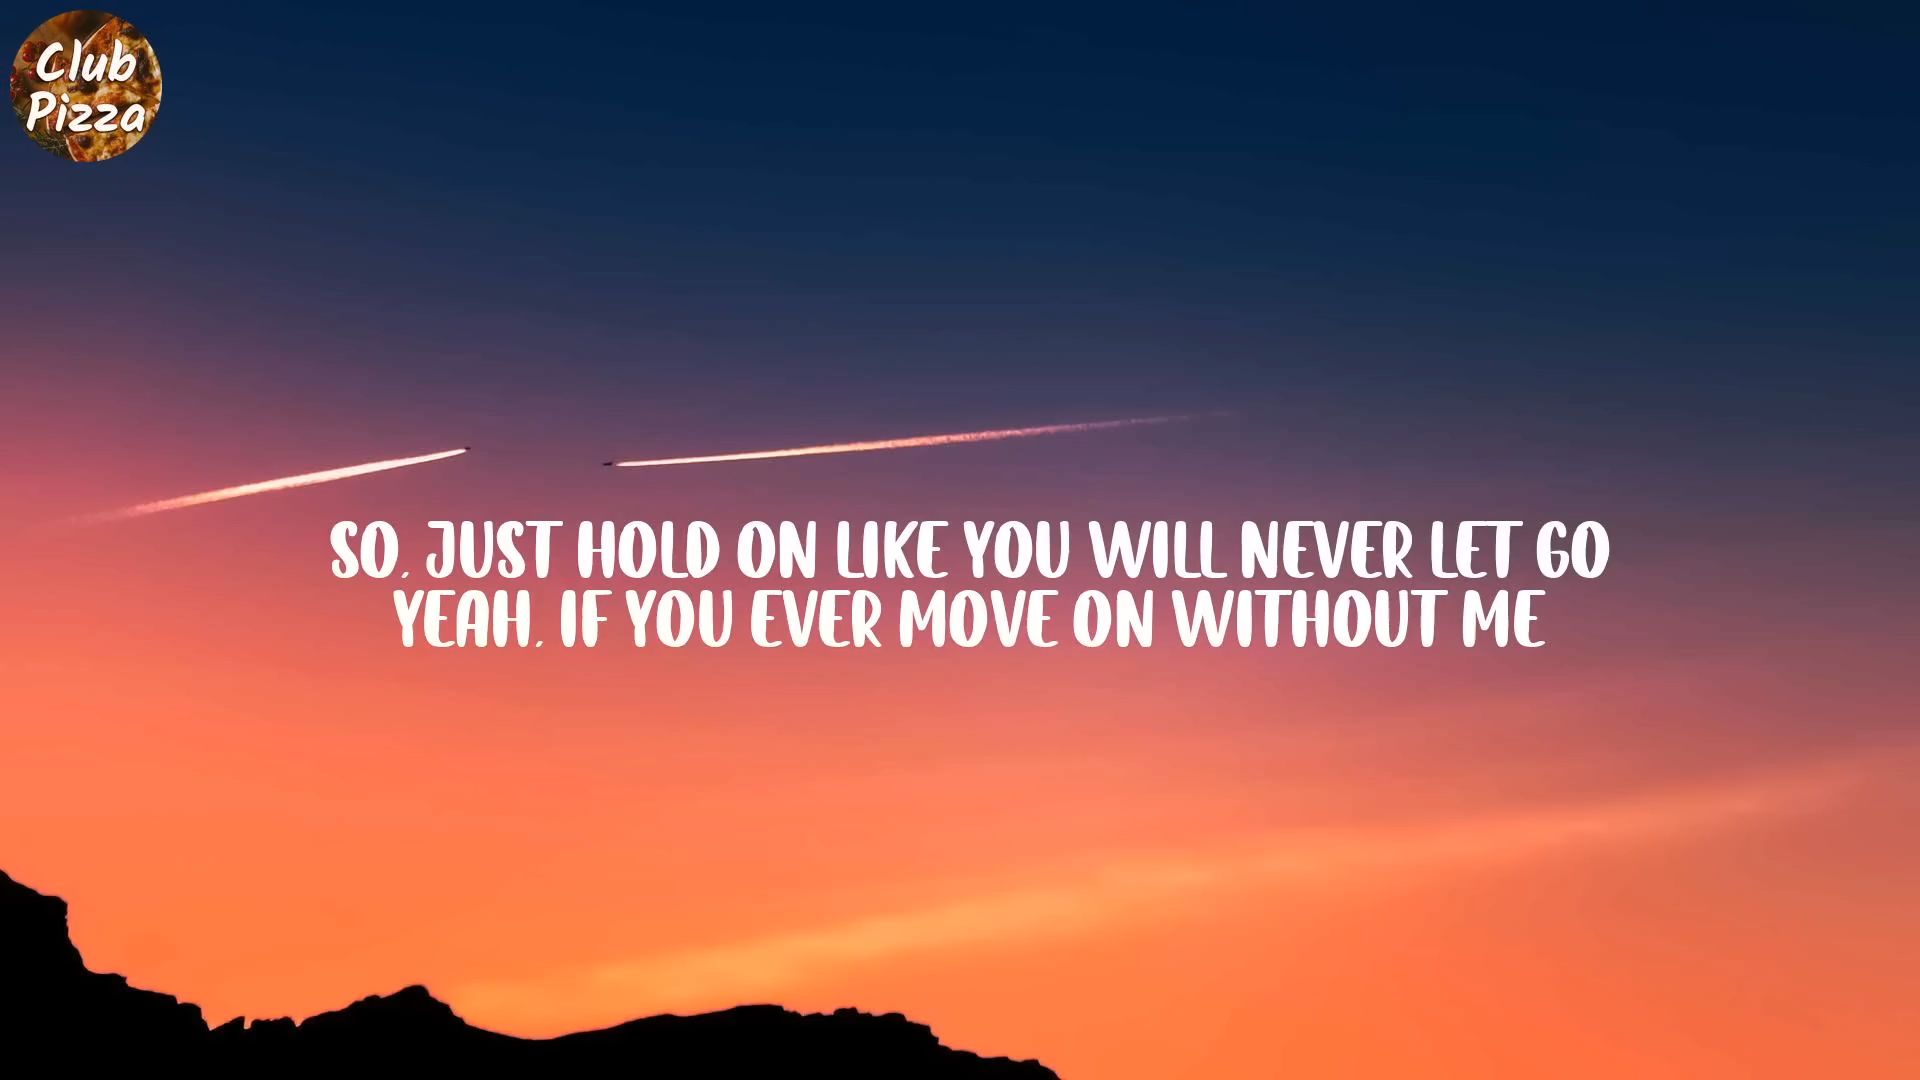 Club
Pizza
SO, JUST HOLD ON LIKE YOU WILL NEVER LET GO
YEAH, IF YOU EVER MOVE ON WITHOUT ME